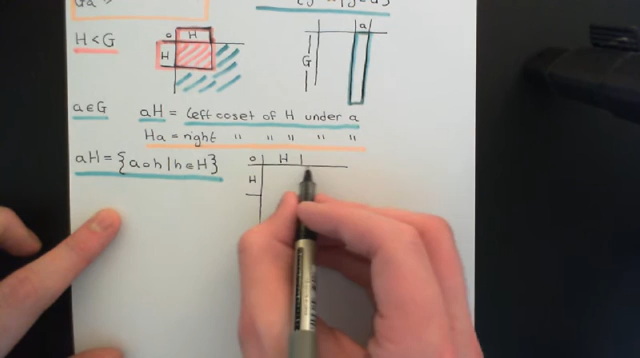 H<G
o H
H
a
G
a∈G aH = left coset of H under a
Ha = right " " " " "
aH = {a∘h | h∈H}
o H
H